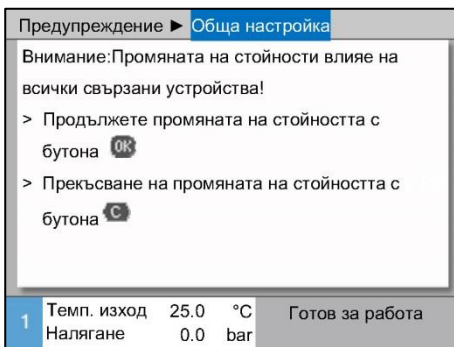 Предупреждение ► Обща настройка
Внимание:Промяната на стойности влияе на
всички свързани устройства!
> Продължете промяната на стойността с
бутона OK
> Прекъсване на промяната на стойността с
бутона C
1 Темп. изход 25.0 °C Готов за работа
Налягане 0.0 bar